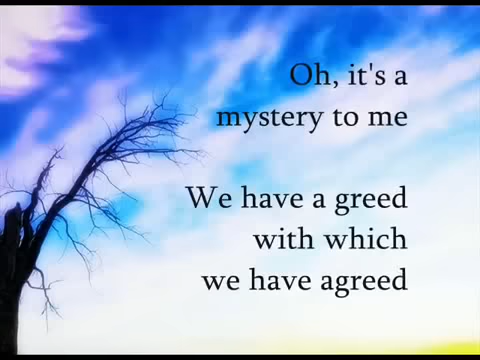 Oh, it's a
mystery to me
We have a greed
with which
we have agreed